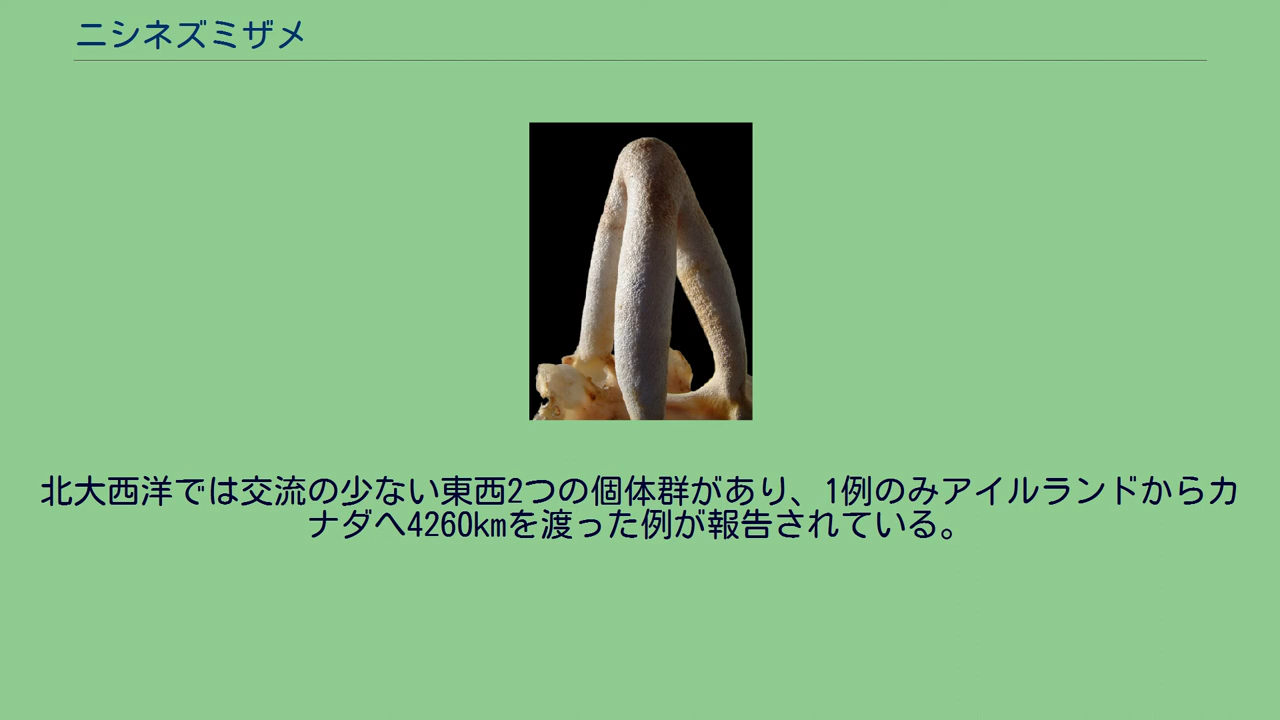 ニシネズミザメ
北大西洋では交流の少ない東西2つの個体群があり、1例のみアイルランドからカ
ナダへ4260kmを渡った例が報告されている。